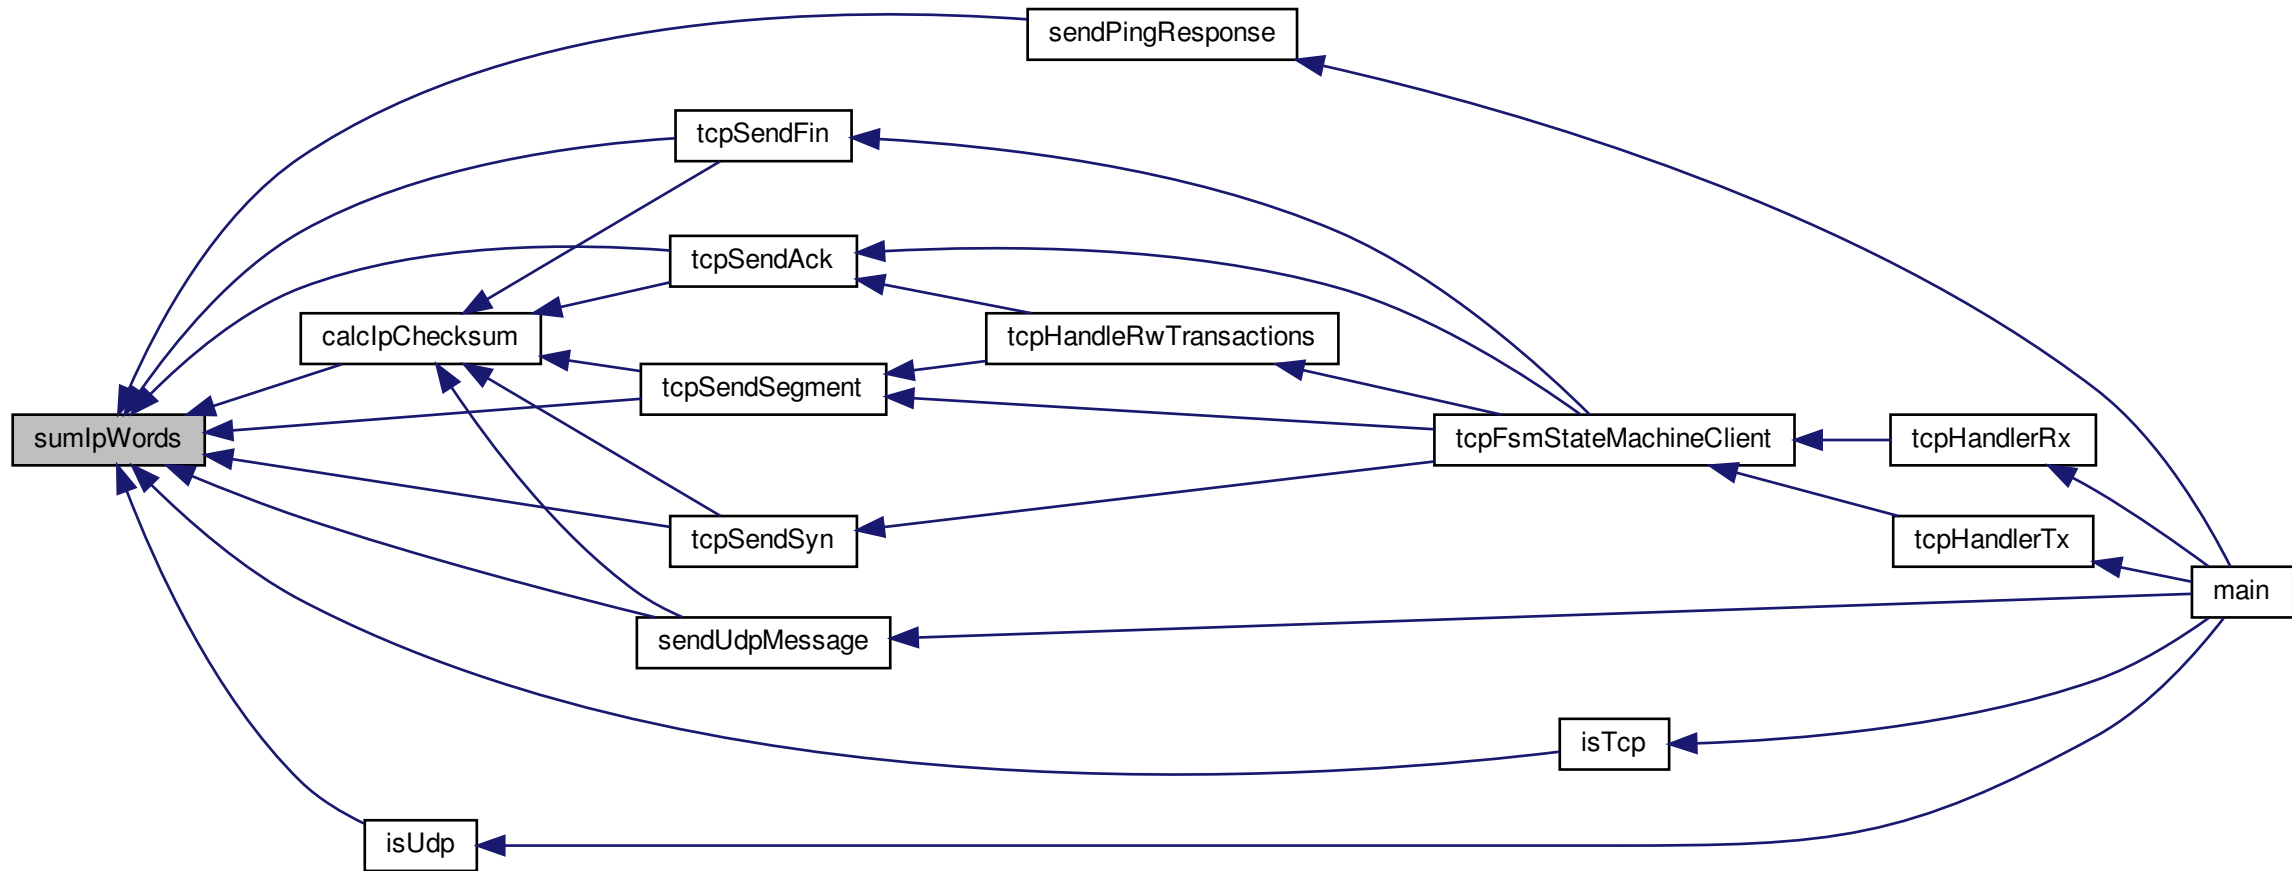 sendPingResponse
tcpSendFin
tcpSendAck
calcIpChecksum
tcpHandleRwTransactions
tcpSendSegment
sumIpWords
tcpFsmStateMachineClient
tcpHandlerRx
tcpSendSyn
tcpHandlerTx
main
sendUdpMessage
isTcp
isUdp